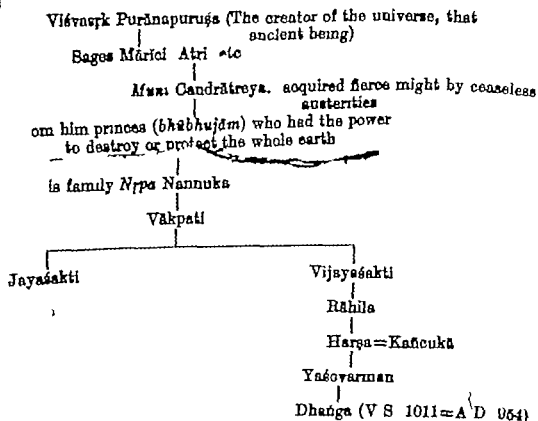 Viśvasṛk Purāṇapuruṣa (The creator of the universe, that
ancient being)
Sages Mārīci Atri etc
Muni Candrātreya. acquired fierce might by ceaseless
austerities
om him princes (bhūbhujām) who had the power
to destroy or protect the whole earth
is family Nṛpa Nannuka
Vākpati
Jayaśakti Vijayaśakti
Rāhila
Harṣa=Kañcukā
Yaśovarman
Dhaṅga (V S 1011=A D 954)